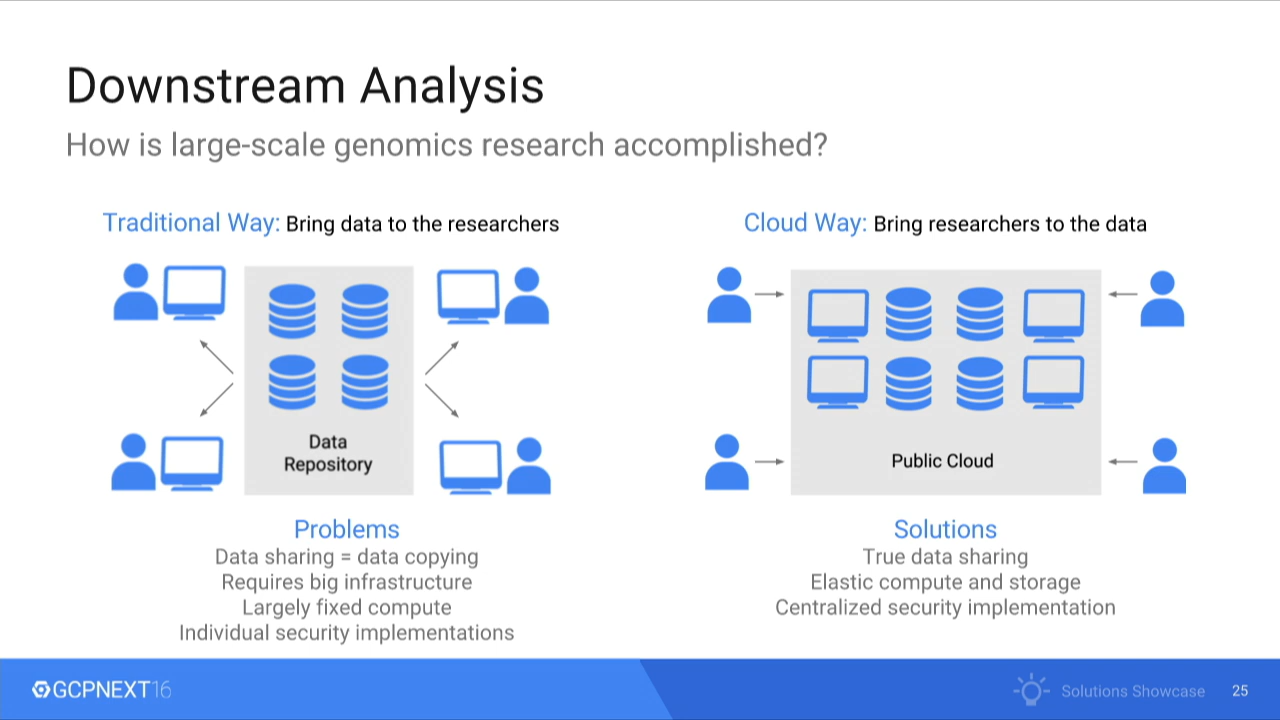 Downstream Analysis
How is large-scale genomics research accomplished?
Traditional Way: Bring data to the researchers
Data
Repository
Problems
Data sharing = data copying
Requires big infrastructure
Largely fixed compute
Individual security implementations
Cloud Way: Bring researchers to the data
Public Cloud
Solutions
True data sharing
Elastic compute and storage
Centralized security implementation
GCPNEXT16
Solutions Showcase
25